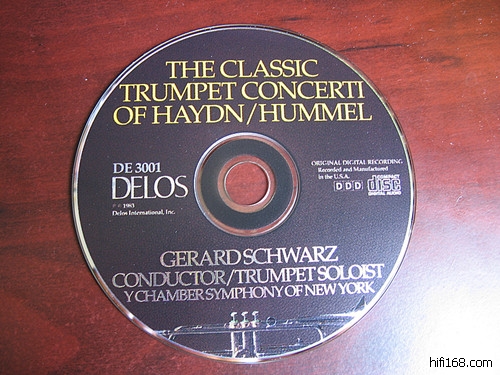 THE CLASSIC
TRUMPET CONCERTI
OF HAYDN/HUMMEL
DE 3001
DELOS
℗ © 1983
Delos International, Inc.
ORIGINAL DIGITAL RECORDING
Recorded and Manufactured
in the U.S.A.
DDD
COMPACT
disc
DIGITAL AUDIO
GERARD SCHWARZ
CONDUCTOR/TRUMPET SOLOIST
Y CHAMBER SYMPHONY OF NEW YORK
hifi168.com